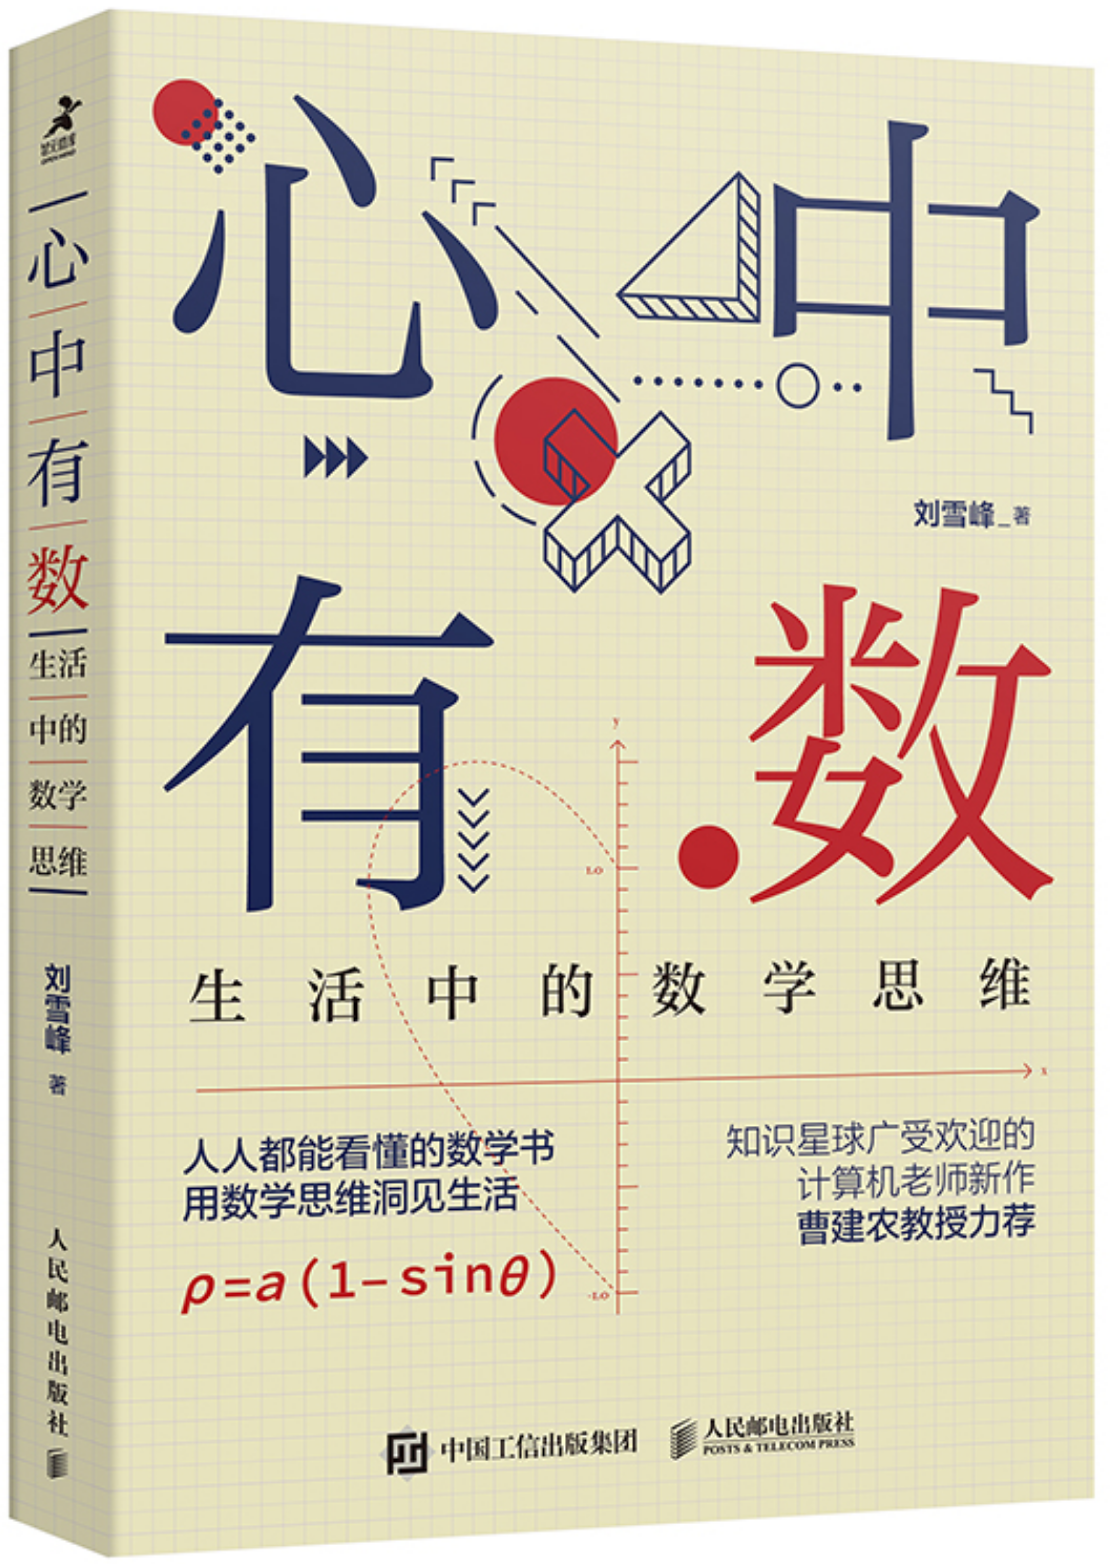 心中
刘雪峰_著
有数
y
1.0
生活中的数学思维
x
人人都能看懂的数学书
用数学思维洞见生活
ρ=a(1-sinθ)
-1.0
知识星球广受欢迎的
计算机老师新作
曹建农教授力荐
中国工信出版集团
人民邮电出版社
POSTS & TELECOM PRESS
心中有数
生活
中的
数学
思维
刘雪峰 著
人民邮电出版社